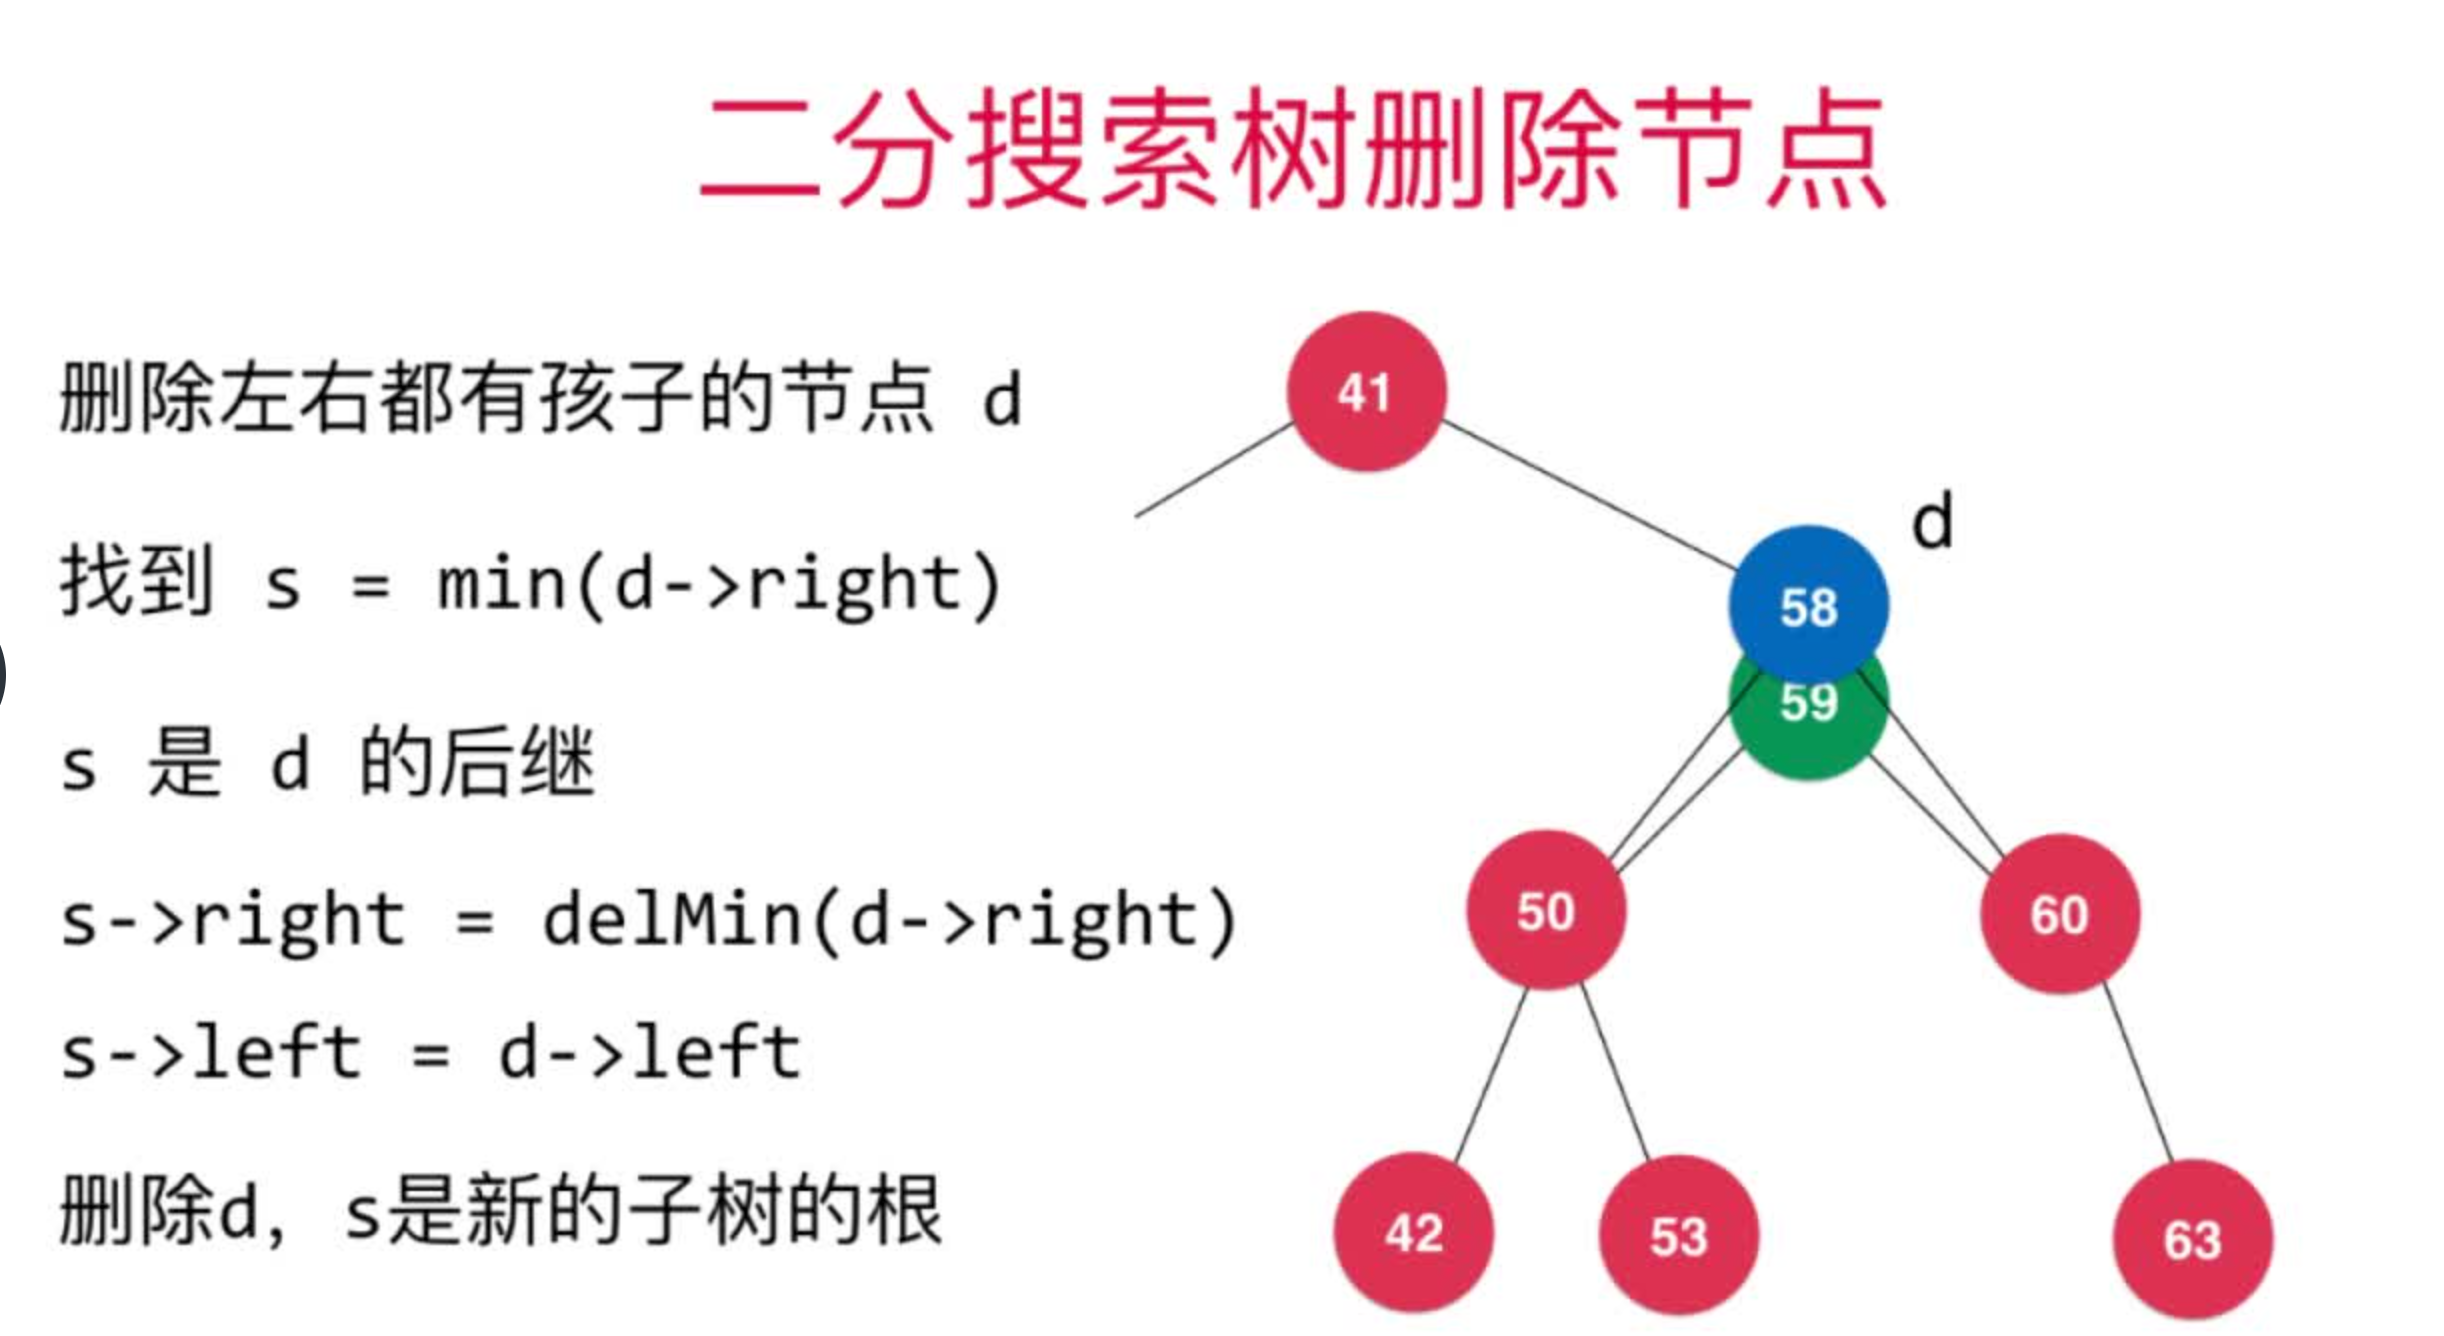 二分搜索树删除节点
删除左右都有孩子的节点 d
找到 s = min(d->right)
s 是 d 的后继
s->right = delMin(d->right)
s->left = d->left
删除d, s是新的子树的根
41
d
58
59
50
60
42
53
63